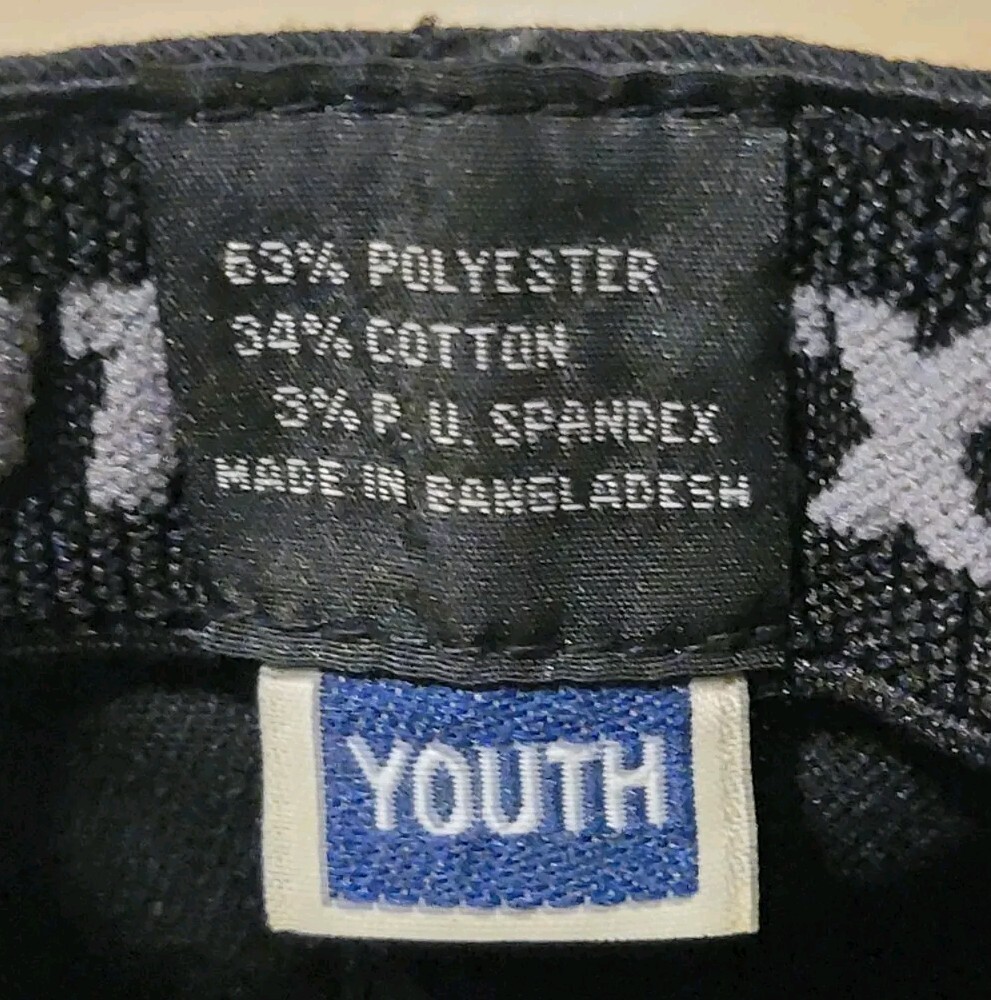 63% POLYESTER
34% COTTON
3% P. U. SPANDEX
MADE IN BANGLADESH
YOUTH